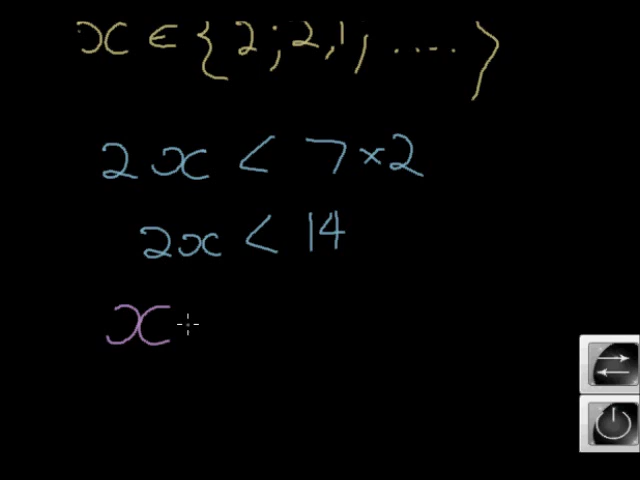 x ∈ { 2 ; 2,1 ; .... }
2x < 7 × 2
2x < 14
x